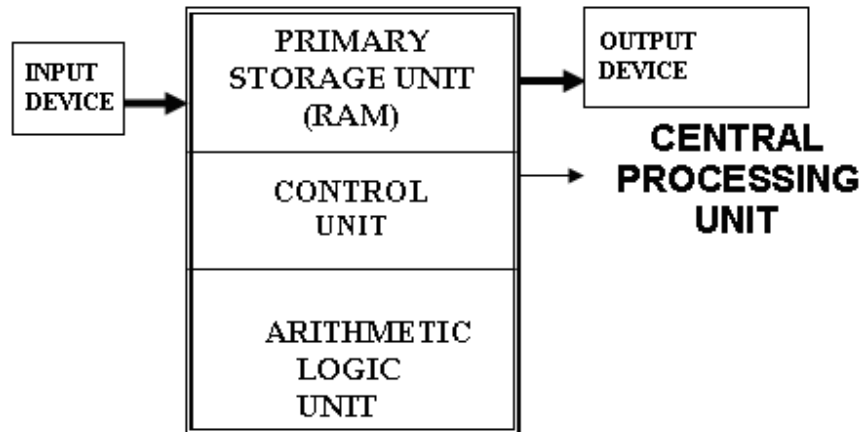 INPUT
DEVICE
PRIMARY
STORAGE UNIT
(RAM)
CONTROL
UNIT
ARITHMETIC
LOGIC
UNIT
OUTPUT
DEVICE
CENTRAL
PROCESSING
UNIT